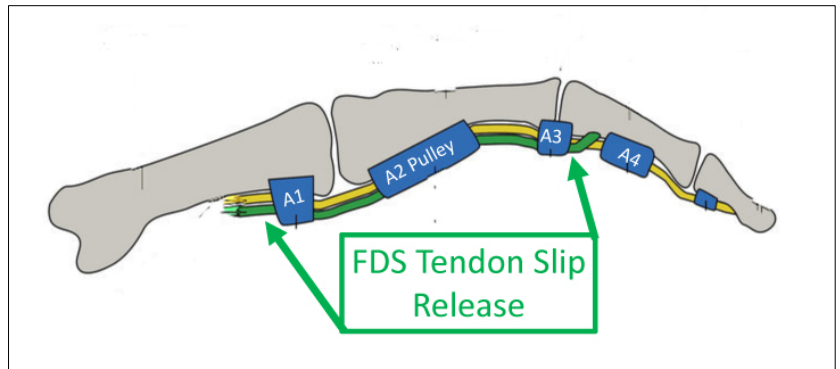 A1
A2 Pulley
A3
A4
FDS Tendon Slip
Release